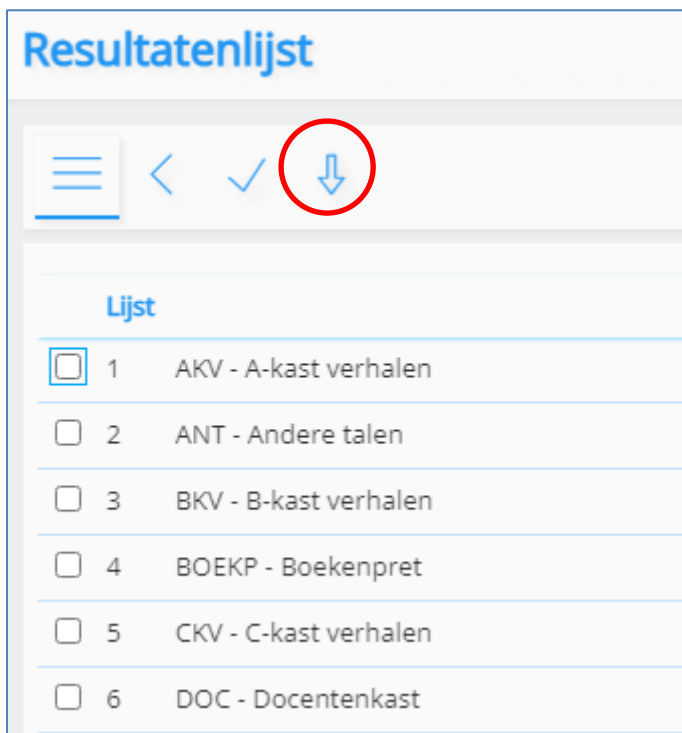 Resultatenlijst
Lijst
1 AKV - A-kast verhalen
2 ANT - Andere talen
3 BKV - B-kast verhalen
4 BOEKP - Boekenpret
5 CKV - C-kast verhalen
6 DOC - Docentenkast